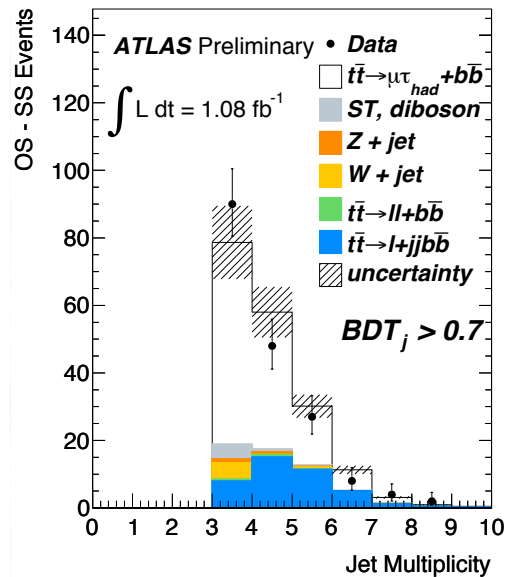 OS - SS Events
140
120
100
80
60
40
20
0
ATLAS Preliminary
∫ L dt = 1.08 fb⁻¹
Data
tt̄→μτ_had+bb̄
ST, diboson
Z + jet
W + jet
tt̄→ll+bb̄
tt̄→l+jjbb̄
uncertainty
BDT_j > 0.7
0 1 2 3 4 5 6 7 8 9 10
Jet Multiplicity